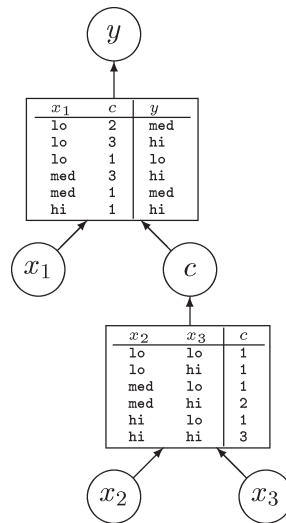 y
x₁ c y
lo 2 med
lo 3 hi
lo 1 lo
med 3 hi
med 1 med
hi 1 hi
x₁ c
x₂ x₃ c
lo lo 1
lo hi 1
med lo 1
med hi 2
hi lo 1
hi hi 3
x₂ x₃